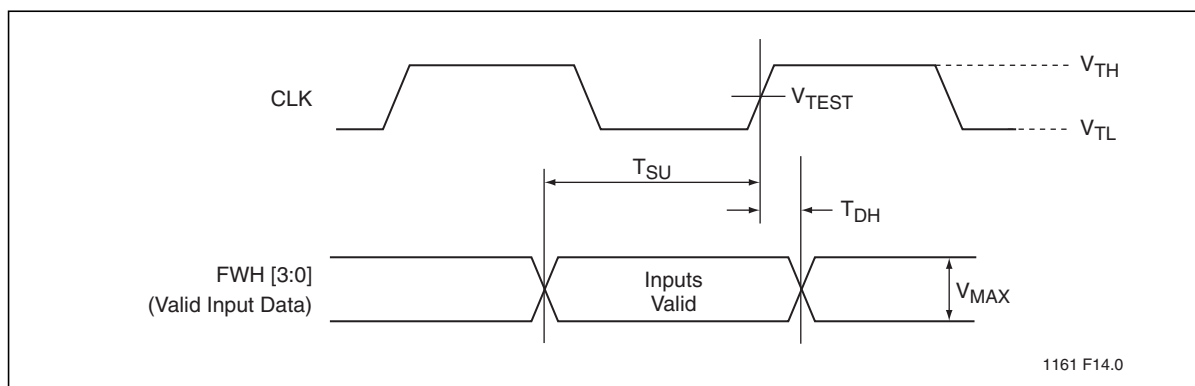 V_TH
CLK
V_TEST
V_TL
T_SU
T_DH
FWH [3:0]
(Valid Input Data)
Inputs
Valid
V_MAX
1161 F14.0